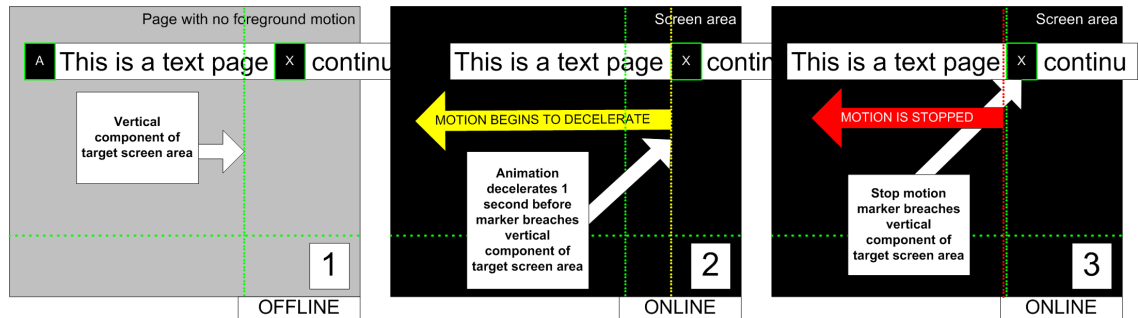 Page with no foreground motion
A This is a text page X continu
Vertical
component of
target screen area
1
OFFLINE
Screen area
This is a text page X contin
MOTION BEGINS TO DECELERATE
Animation
decelerates 1
second before
marker breaches
vertical
component of
target screen area
2
ONLINE
Screen area
This is a text page X continu
MOTION IS STOPPED
Stop motion
marker breaches
vertical
component of
target screen area
3
ONLINE